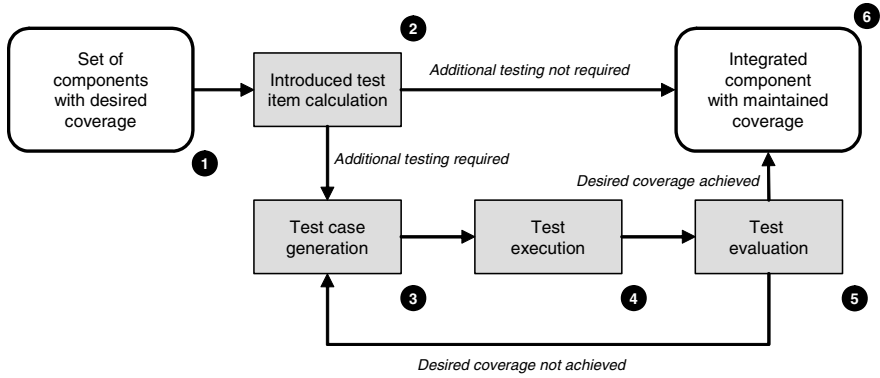 6
2
Set of
components
with desired
coverage
Introduced test
item calculation
Additional testing not required
Integrated
component
with maintained
coverage
1
Additional testing required
Desired coverage achieved
Test case
generation
Test
execution
Test
evaluation
3
4
5
Desired coverage not achieved